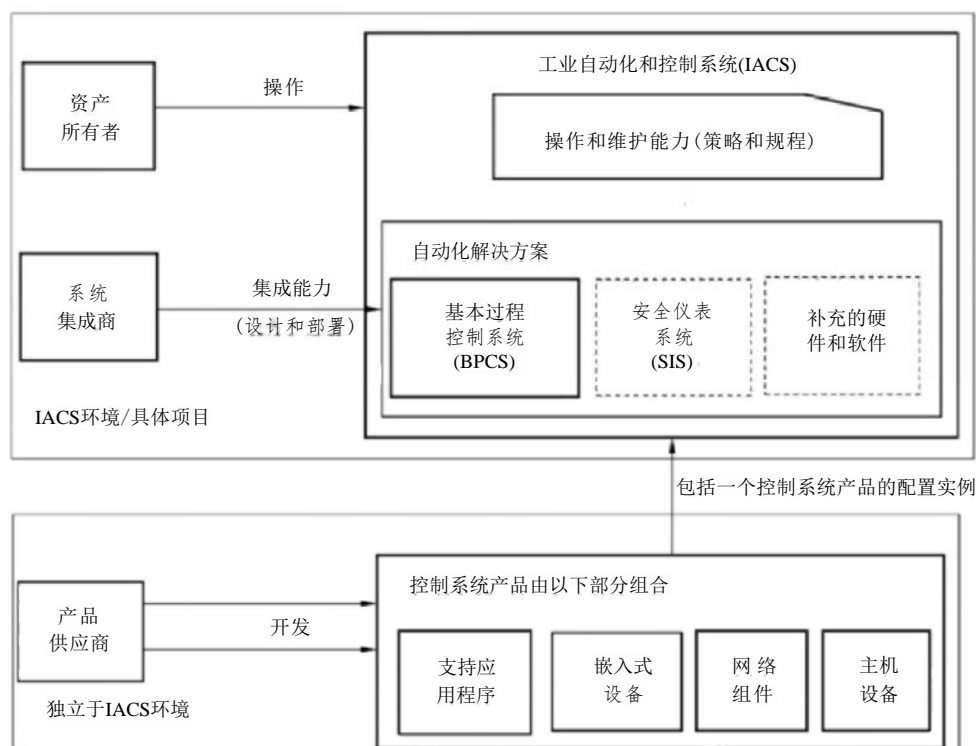 工业自动化和控制系统(IACS)
资产
所有者
操作
操作和维护能力(策略和规程)
自动化解决方案
系统
集成商
集成能力
(设计和部署)
基本过程
控制系统
(BPCS)
安全仪表
系统
(SIS)
补充的硬
件和软件
IACS环境/具体项目
包括一个控制系统产品的配置实例
控制系统产品由以下部分组合
产品
供应商
开发
支持应
用程序
嵌入式
设备
网络
组件
主机
设备
独立于IACS环境